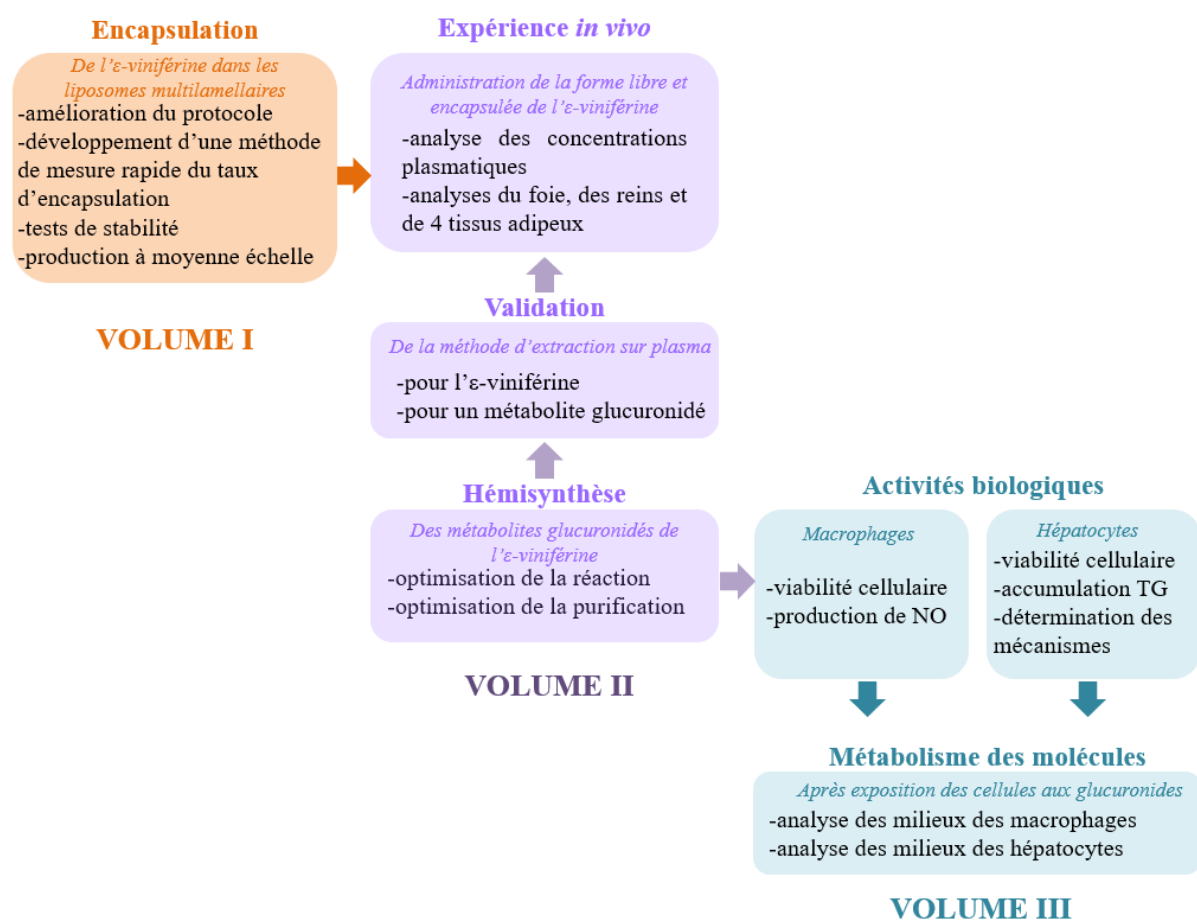 Encapsulation
De l’ε-viniférine dans les
liposomes multilamellaires
-amélioration du protocole
-développement d’une méthode
de mesure rapide du taux
d’encapsulation
-tests de stabilité
-production à moyenne échelle
VOLUME I
Expérience in vivo
Administration de la forme libre et
encapsulée de l’ε-viniférine
-analyse des concentrations
plasmatiques
-analyses du foie, des reins et
de 4 tissus adipeux
Validation
De la méthode d’extraction sur plasma
-pour l’ε-viniférine
-pour un métabolite glucuronidé
Hémisynthèse
Des métabolites glucuronidés de
l’ε-viniférine
-optimisation de la réaction
-optimisation de la purification
VOLUME II
Activités biologiques
Macrophages
-viabilité cellulaire
-production de NO
Hépatocytes
-viabilité cellulaire
-accumulation TG
-détermination des
mécanismes
Métabolisme des molécules
Après exposition des cellules aux glucuronides
-analyse des milieux des macrophages
-analyse des milieux des hépatocytes
VOLUME III